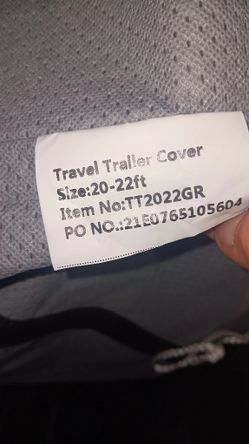 Travel Trailer Cover
Size:20-22ft
Item No:TT2022GR
PO NO.:21E0765105604